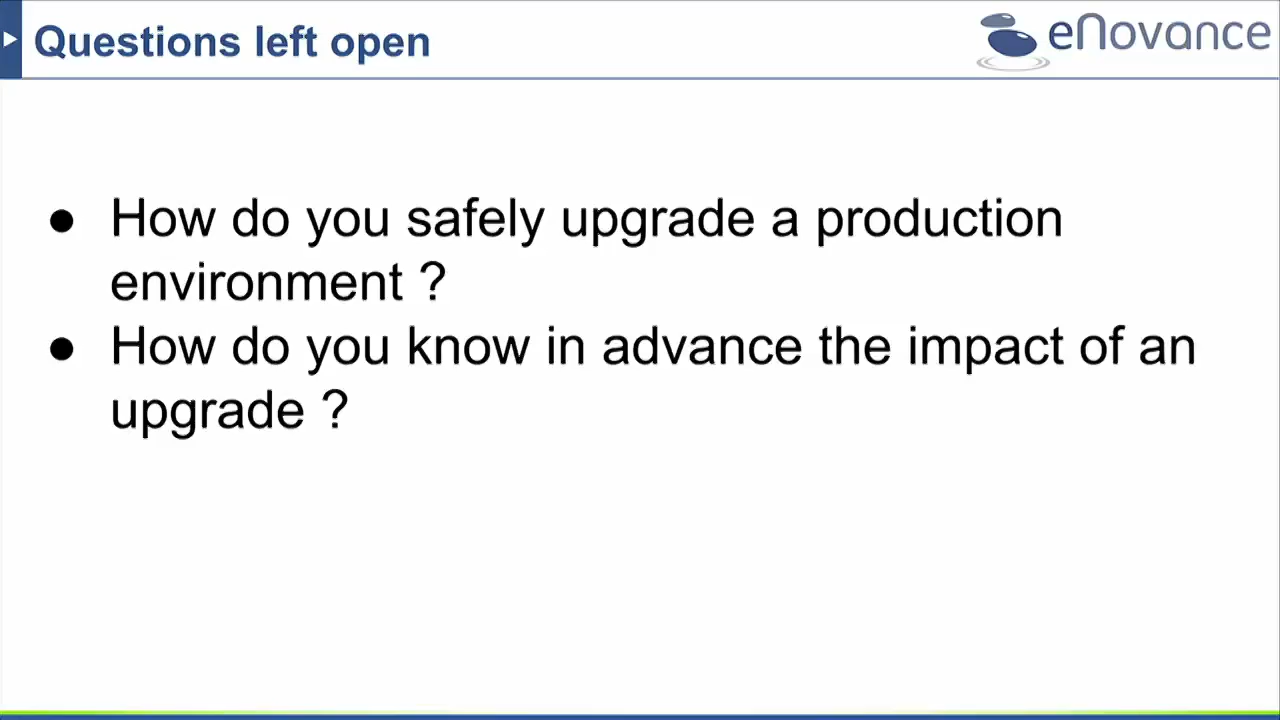 Questions left open
eNovance
● How do you safely upgrade a production
environment ?
● How do you know in advance the impact of an
upgrade ?